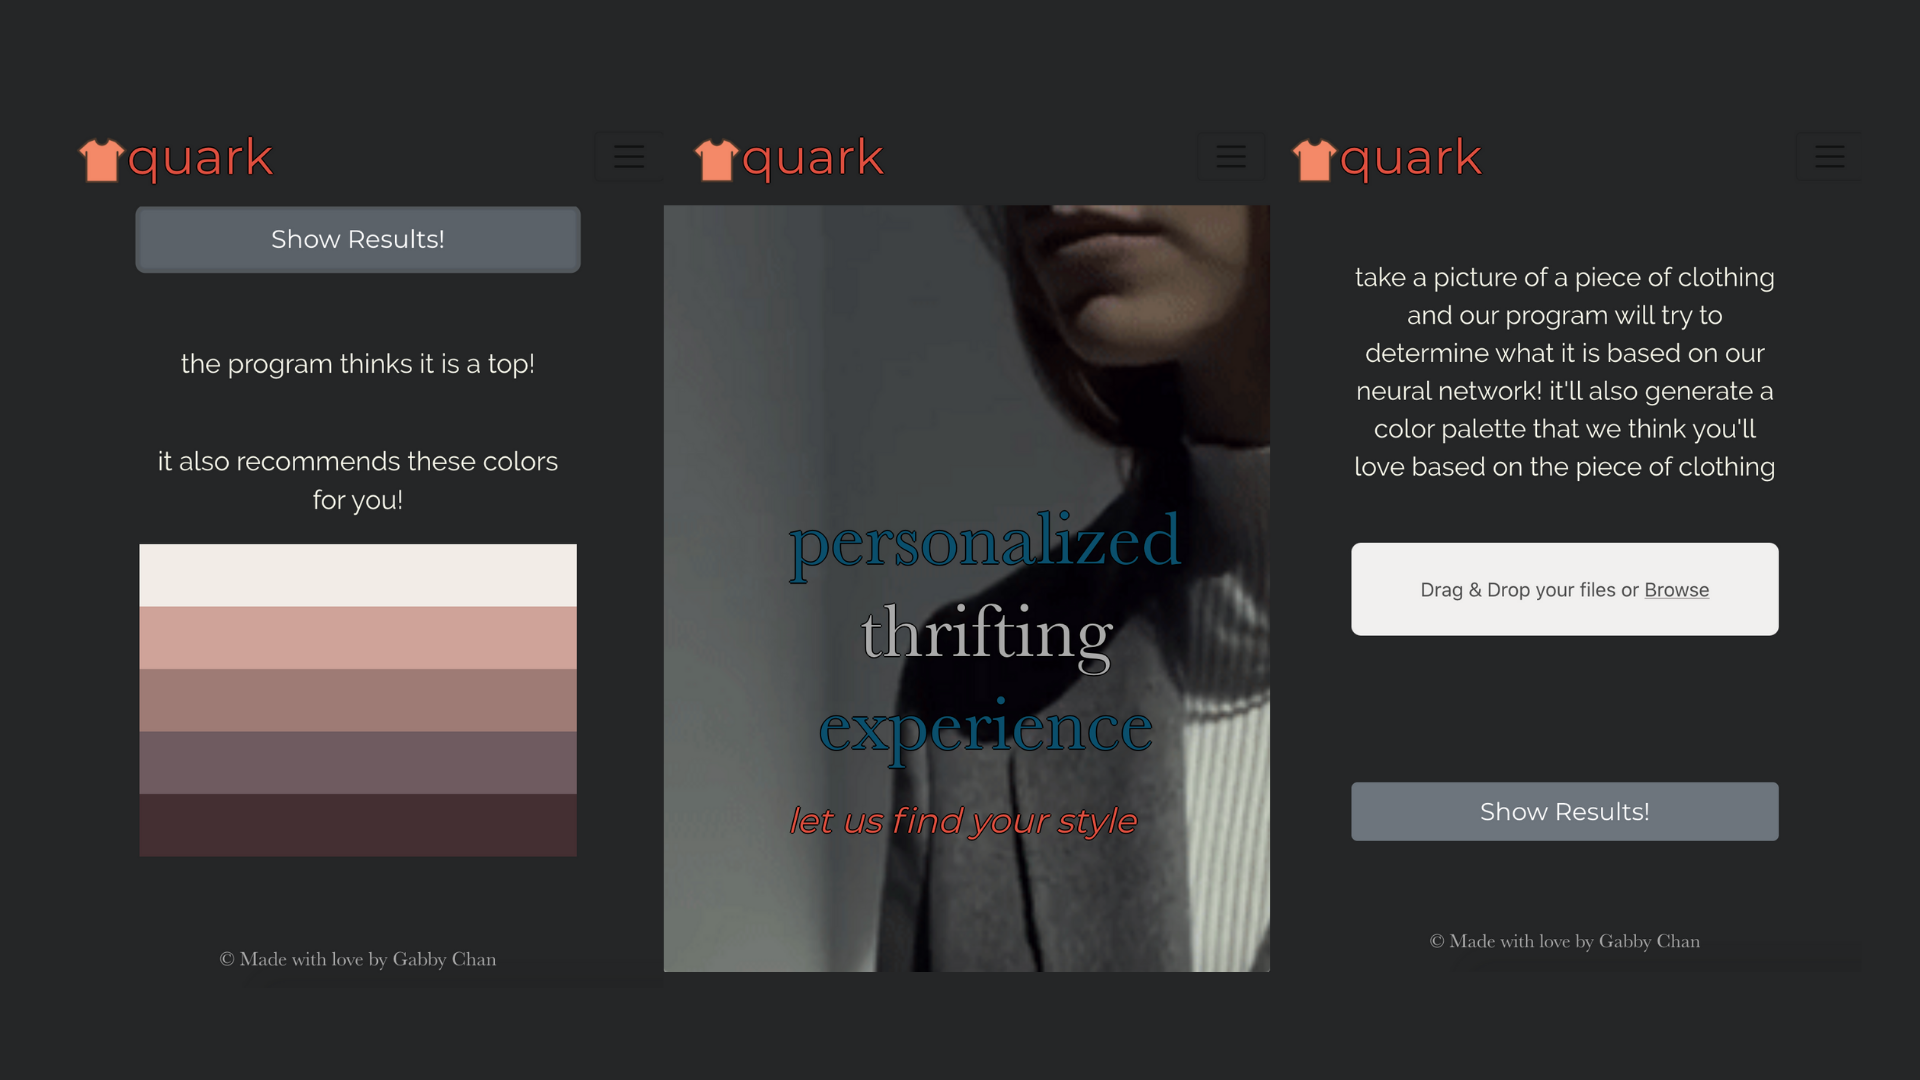 quark
Show Results!
the program thinks it is a top!
it also recommends these colors
for you!
© Made with love by Gabby Chan
quark
personalized
thrifting
experience
let us find your style
quark
take a picture of a piece of clothing
and our program will try to
determine what it is based on our
neural network! it'll also generate a
color palette that we think you'll
love based on the piece of clothing
Drag & Drop your files or Browse
Show Results!
© Made with love by Gabby Chan